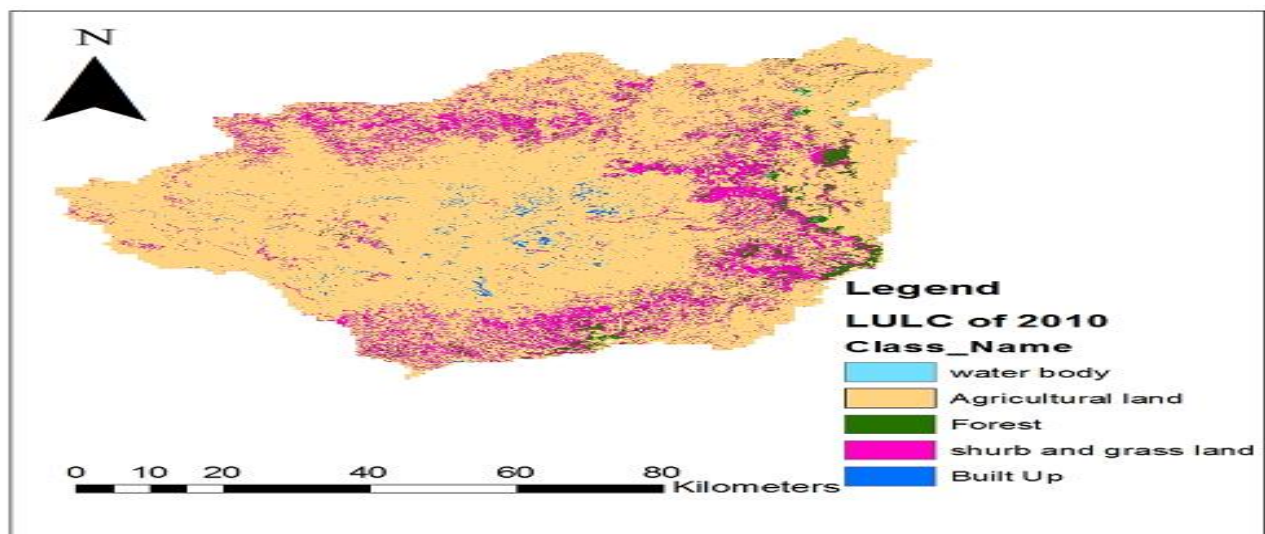 N
Legend
LULC of 2010
Class_Name
water body
Agricultural land
Forest
shurb and grass land
Built Up
0 10 20 40 60 80
Kilometers